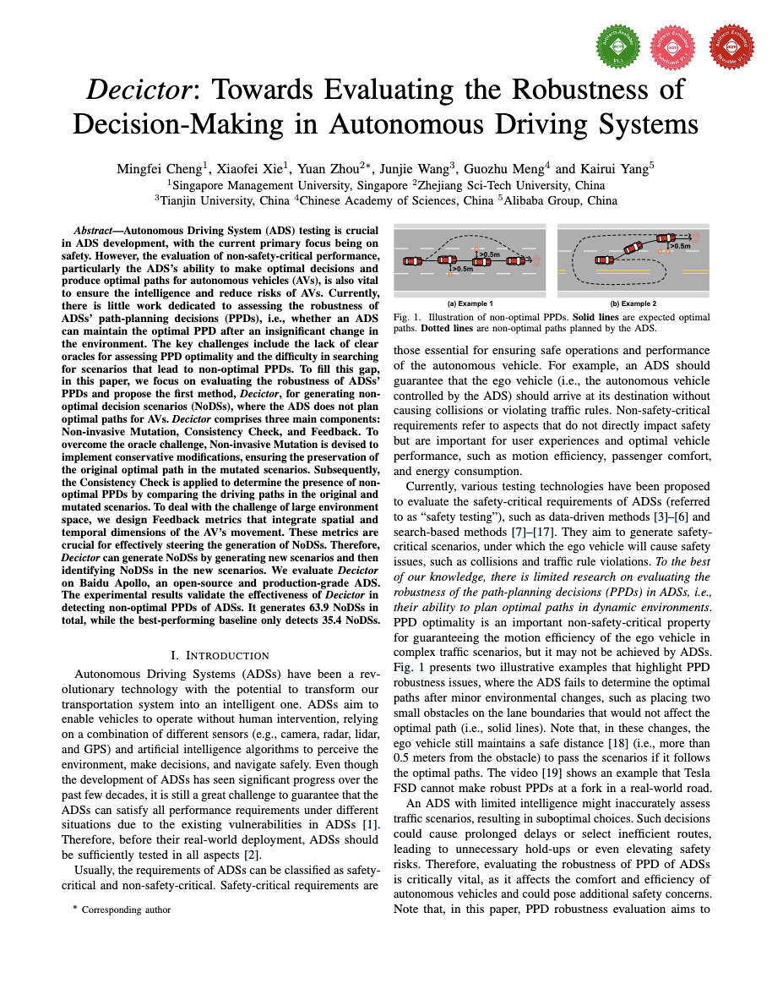 Artifacts Available
acm
V1.1
Artifacts Evaluated
acm
Functional V1.1
Artifacts Evaluated
acm
Reusable V1.1
Decictor: Towards Evaluating the Robustness of
Decision-Making in Autonomous Driving Systems
Mingfei Cheng1, Xiaofei Xie1, Yuan Zhou2*, Junjie Wang3, Guozhu Meng4 and Kairui Yang5
1Singapore Management University, Singapore 2Zhejiang Sci-Tech University, China
3Tianjin University, China 4Chinese Academy of Sciences, China 5Alibaba Group, China
Abstract—Autonomous Driving System (ADS) testing is crucial
in ADS development, with the current primary focus being on
safety. However, the evaluation of non-safety-critical performance,
particularly the ADS's ability to make optimal decisions and
produce optimal paths for autonomous vehicles (AVs), is also vital
to ensure the intelligence and reduce risks of AVs. Currently,
there is little work dedicated to assessing the robustness of
ADSs' path-planning decisions (PPDs), i.e., whether an ADS
can maintain the optimal PPD after an insignificant change in
the environment. The key challenges include the lack of clear
oracles for assessing PPD optimality and the difficulty in searching
for scenarios that lead to non-optimal PPDs. To fill this gap,
in this paper, we focus on evaluating the robustness of ADSs'
PPDs and propose the first method, Decictor, for generating non-
optimal decision scenarios (NoDSs), where the ADS does not plan
optimal paths for AVs. Decictor comprises three main components:
Non-invasive Mutation, Consistency Check, and Feedback. To
overcome the oracle challenge, Non-invasive Mutation is devised to
implement conservative modifications, ensuring the preservation of
the original optimal path in the mutated scenarios. Subsequently,
the Consistency Check is applied to determine the presence of non-
optimal PPDs by comparing the driving paths in the original and
mutated scenarios. To deal with the challenge of large environment
space, we design Feedback metrics that integrate spatial and
temporal dimensions of the AV's movement. These metrics are
crucial for effectively steering the generation of NoDSs. Therefore,
Decictor can generate NoDSs by generating new scenarios and then
identifying NoDSs in the new scenarios. We evaluate Decictor
on Baidu Apollo, an open-source and production-grade ADS.
The experimental results validate the effectiveness of Decictor in
detecting non-optimal PPDs of ADSs. It generates 63.9 NoDSs in
total, while the best-performing baseline only detects 35.4 NoDSs.
I. INTRODUCTION
Autonomous Driving Systems (ADSs) have been a rev-
olutionary technology with the potential to transform our
transportation system into an intelligent one. ADSs aim to
enable vehicles to operate without human intervention, relying
on a combination of different sensors (e.g., camera, radar, lidar,
and GPS) and artificial intelligence algorithms to perceive the
environment, make decisions, and navigate safely. Even though
the development of ADSs has seen significant progress over the
past few decades, it is still a great challenge to guarantee that the
ADSs can satisfy all performance requirements under different
situations due to the existing vulnerabilities in ADSs [1].
Therefore, before their real-world deployment, ADSs should
be sufficiently tested in all aspects [2].
Usually, the requirements of ADSs can be classified as safety-
critical and non-safety-critical. Safety-critical requirements are
* Corresponding author
>0.5m
>0.5m
>0.5m
(a) Example 1
(b) Example 2
Fig. 1. Illustration of non-optimal PPDs. Solid lines are expected optimal
paths. Dotted lines are non-optimal paths planned by the ADS.
those essential for ensuring safe operations and performance
of the autonomous vehicle. For example, an ADS should
guarantee that the ego vehicle (i.e., the autonomous vehicle
controlled by the ADS) should arrive at its destination without
causing collisions or violating traffic rules. Non-safety-critical
requirements refer to aspects that do not directly impact safety
but are important for user experiences and optimal vehicle
performance, such as motion efficiency, passenger comfort,
and energy consumption.
Currently, various testing technologies have been proposed
to evaluate the safety-critical requirements of ADSs (referred
to as “safety testing”), such as data-driven methods [3]–[6] and
search-based methods [7]–[17]. They aim to generate safety-
critical scenarios, under which the ego vehicle will cause safety
issues, such as collisions and traffic rule violations. To the best
of our knowledge, there is limited research on evaluating the
robustness of the path-planning decisions (PPDs) in ADSs, i.e.,
their ability to plan optimal paths in dynamic environments.
PPD optimality is an important non-safety-critical property
for guaranteeing the motion efficiency of the ego vehicle in
complex traffic scenarios, but it may not be achieved by ADSs.
Fig. 1 presents two illustrative examples that highlight PPD
robustness issues, where the ADS fails to determine the optimal
paths after minor environmental changes, such as placing two
small obstacles on the lane boundaries that would not affect the
optimal path (i.e., solid lines). Note that, in these changes, the
ego vehicle still maintains a safe distance [18] (i.e., more than
0.5 meters from the obstacle) to pass the scenarios if it follows
the optimal paths. The video [19] shows an example that Tesla
FSD cannot make robust PPDs at a fork in a real-world road.
An ADS with limited intelligence might inaccurately assess
traffic scenarios, resulting in suboptimal choices. Such decisions
could cause prolonged delays or select inefficient routes,
leading to unnecessary hold-ups or even elevating safety
risks. Therefore, evaluating the robustness of PPD of ADSs
is critically vital, as it affects the comfort and efficiency of
autonomous vehicles and could pose additional safety concerns.
Note that, in this paper, PPD robustness evaluation aims to